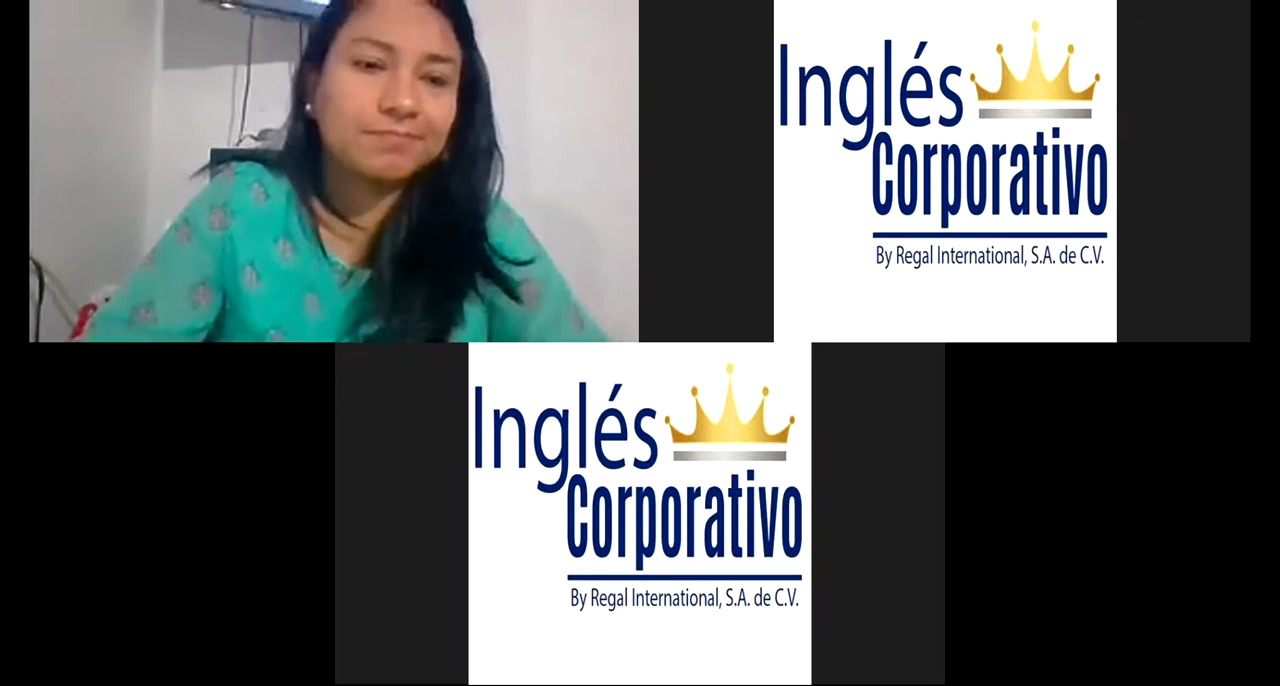 Inglés
Corporativo
By Regal International, S.A. de C.V.
Inglés
Corporativo
By Regal International, S.A. de C.V.